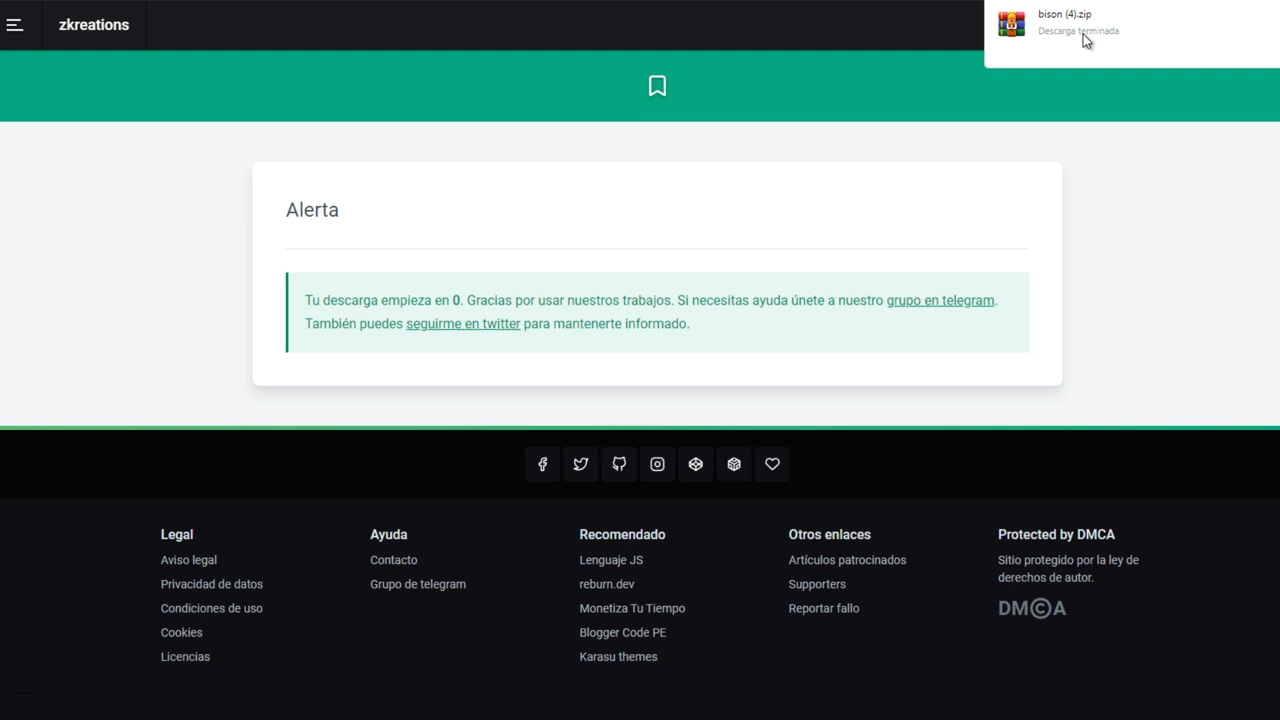 zkreations
bison (4).zip
Descarga terminada
Alerta
Tu descarga empieza en 0. Gracias por usar nuestros trabajos. Si necesitas ayuda únete a nuestro grupo en telegram.
También puedes seguirme en twitter para mantenerte informado.
Legal
Aviso legal
Privacidad de datos
Condiciones de uso
Cookies
Licencias
Ayuda
Contacto
Grupo de telegram
Recomendado
Lenguaje JS
reburn.dev
Monetiza Tu Tiempo
Blogger Code PE
Karasu themes
Otros enlaces
Artículos patrocinados
Supporters
Reportar fallo
Protected by DMCA
Sitio protegido por la ley de
derechos de autor.
DMCA